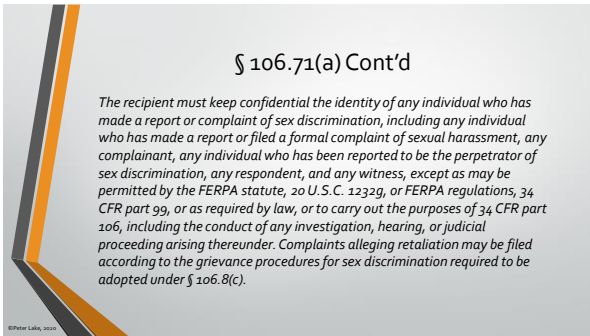 § 106.71(a) Cont'd
The recipient must keep confidential the identity of any individual who has
made a report or complaint of sex discrimination, including any individual
who has made a report or filed a formal complaint of sexual harassment, any
complainant, any individual who has been reported to be the perpetrator of
sex discrimination, any respondent, and any witness, except as may be
permitted by the FERPA statute, 20 U.S.C. 1232g, or FERPA regulations, 34
CFR part 99, or as required by law, or to carry out the purposes of 34 CFR part
106, including the conduct of any investigation, hearing, or judicial
proceeding arising thereunder. Complaints alleging retaliation may be filed
according to the grievance procedures for sex discrimination required to be
adopted under § 106.8(c).
©Peter Lake, 2020